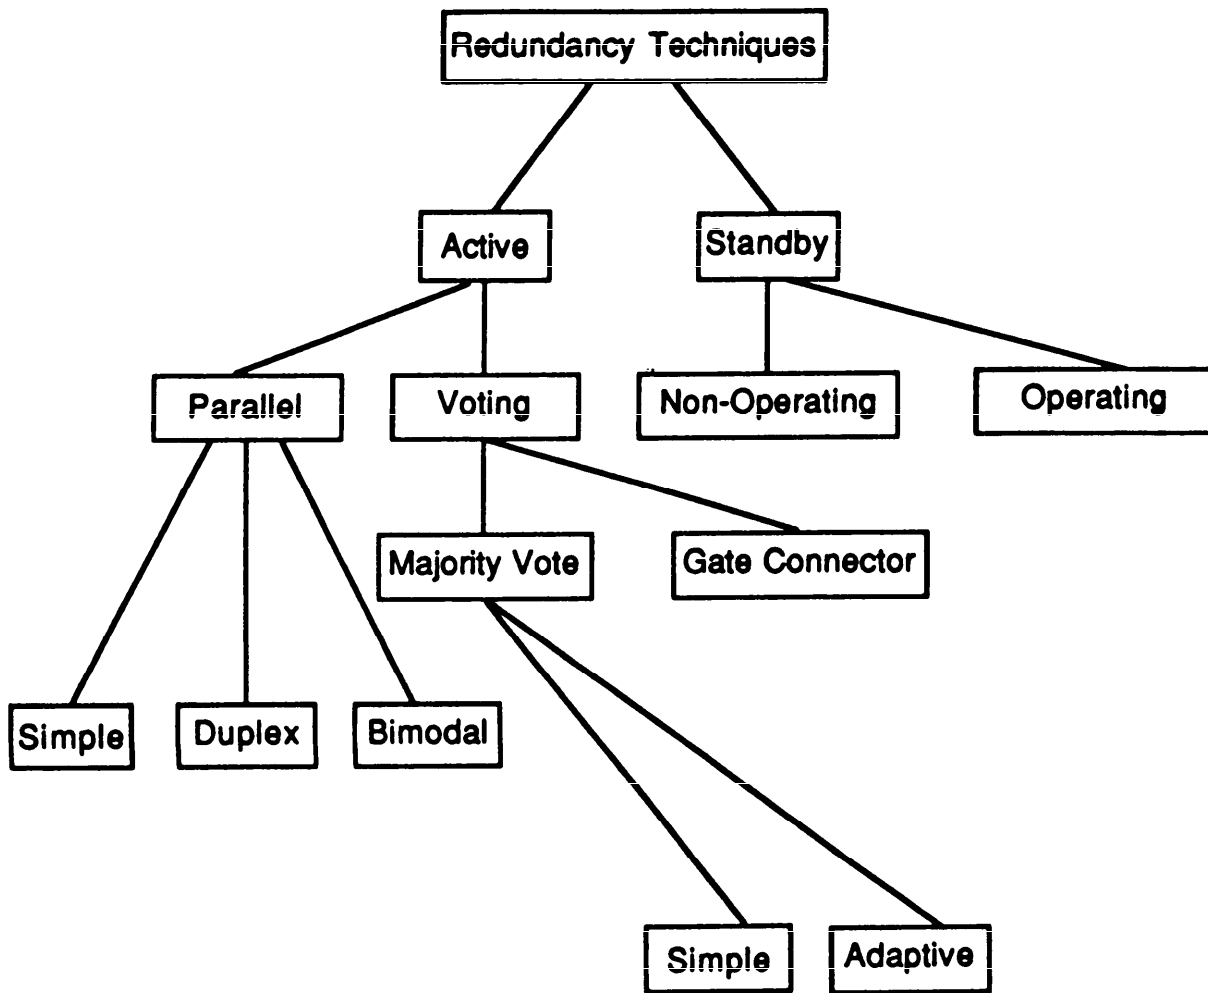 Redundancy Techniques
Active
Standby
Parallel
Voting
Non-Operating
Operating
Majority Vote
Gate Connector
Simple
Duplex
Bimodal
Simple
Adaptive